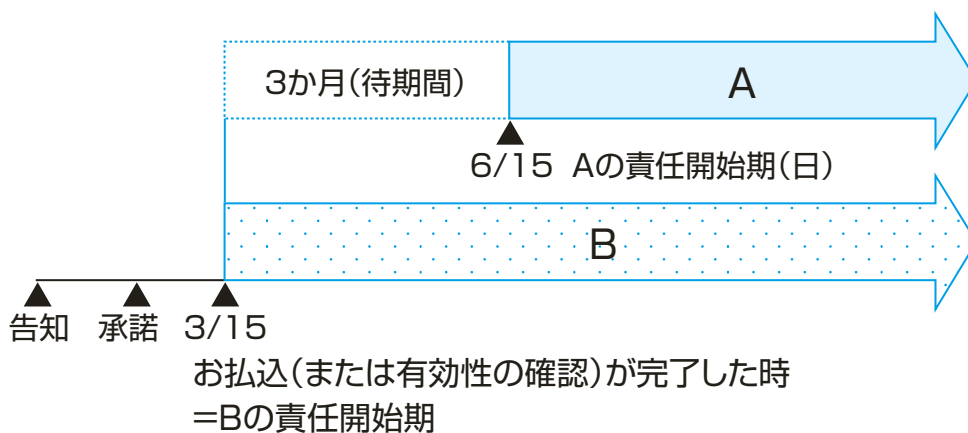 3か月（待期間）
A
6/15 Aの責任開始期（日）
B
告知 承諾 3/15
お払込（または有効性の確認）が完了した時
＝Bの責任開始期